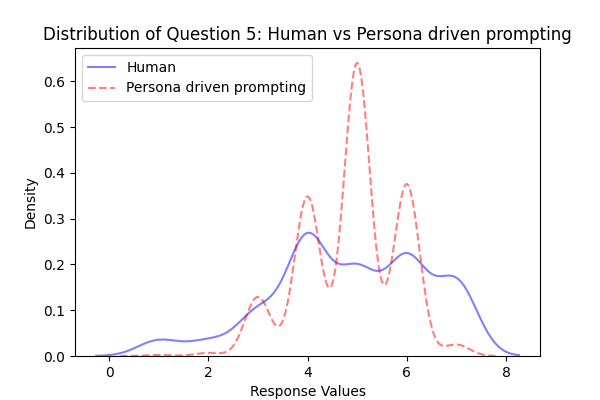 Distribution of Question 5: Human vs Persona driven prompting
Human
Persona driven prompting
0.6
0.5
0.4
0.3
0.2
0.1
0.0
Density
0 2 4 6 8
Response Values